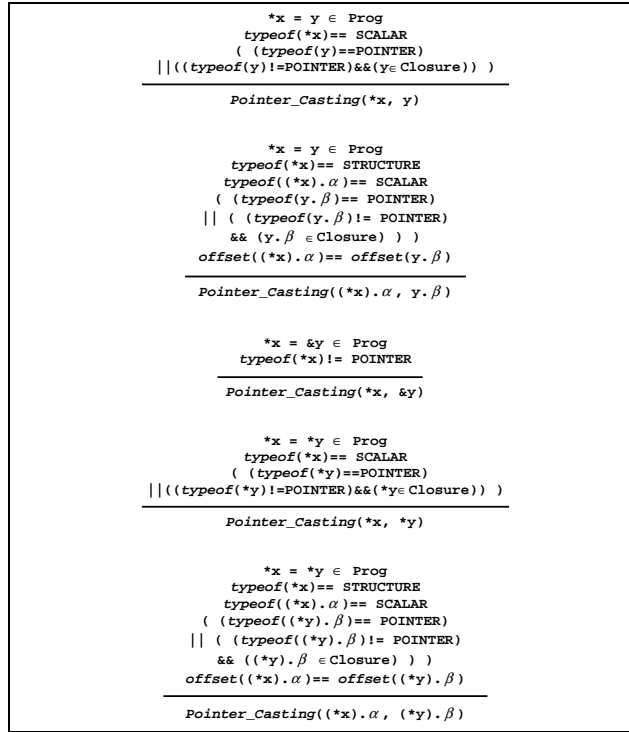 *x = y ∈ Prog
typeof(*x)== SCALAR
( (typeof(y)==POINTER)
||((typeof(y)!=POINTER)&&(y∈Closure)) )
Pointer_Casting(*x, y)
*x = y ∈ Prog
typeof(*x)== STRUCTURE
typeof((*x).α)== SCALAR
( (typeof(y.β)== POINTER)
|| ( (typeof(y.β)!= POINTER)
&& (y.β ∈Closure) ) )
offset((*x).α)== offset(y.β)
Pointer_Casting((*x).α, y.β)
*x = &y ∈ Prog
typeof(*x)!= POINTER
Pointer_Casting(*x, &y)
*x = *y ∈ Prog
typeof(*x)== SCALAR
( (typeof(*y)==POINTER)
||((typeof(*y)!=POINTER)&&(*y∈Closure)) )
Pointer_Casting(*x, *y)
*x = *y ∈ Prog
typeof(*x)== STRUCTURE
typeof((*x).α)== SCALAR
( (typeof((*y).β)== POINTER)
|| ( (typeof((*y).β)!= POINTER)
&& ((*y).β ∈Closure) ) )
offset((*x).α)== offset((*y).β)
Pointer_Casting((*x).α, (*y).β)